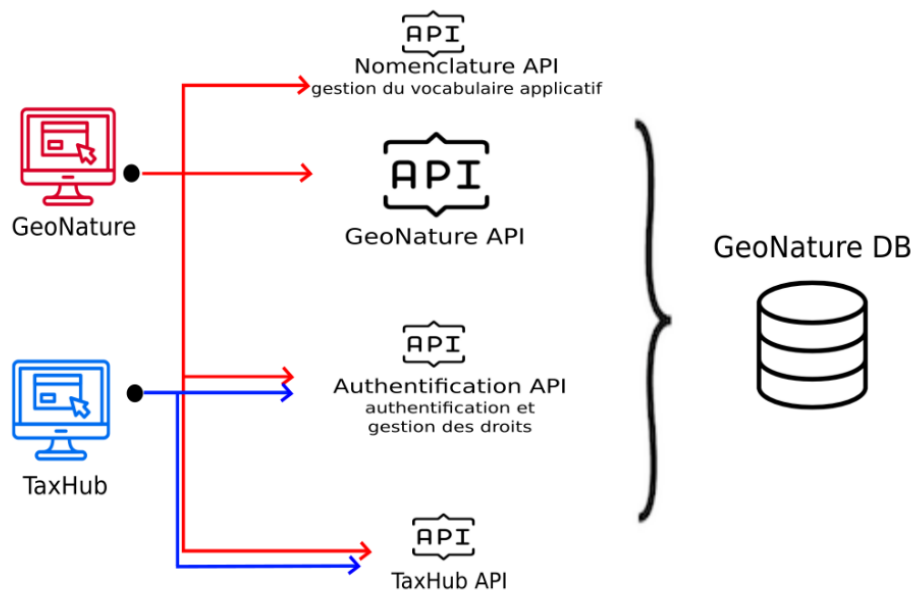 API
Nomenclature API
gestion du vocabulaire applicatif
GeoNature
API
GeoNature API
GeoNature DB
API
Authentification API
authentification et
gestion des droits
TaxHub
API
TaxHub API